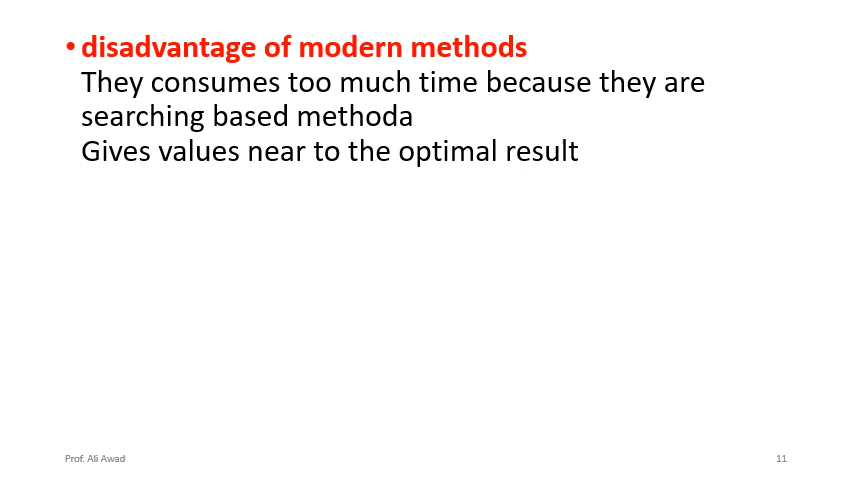 • disadvantage of modern methods
They consumes too much time because they are
searching based methoda
Gives values near to the optimal result
Prof. Ali Awad
11